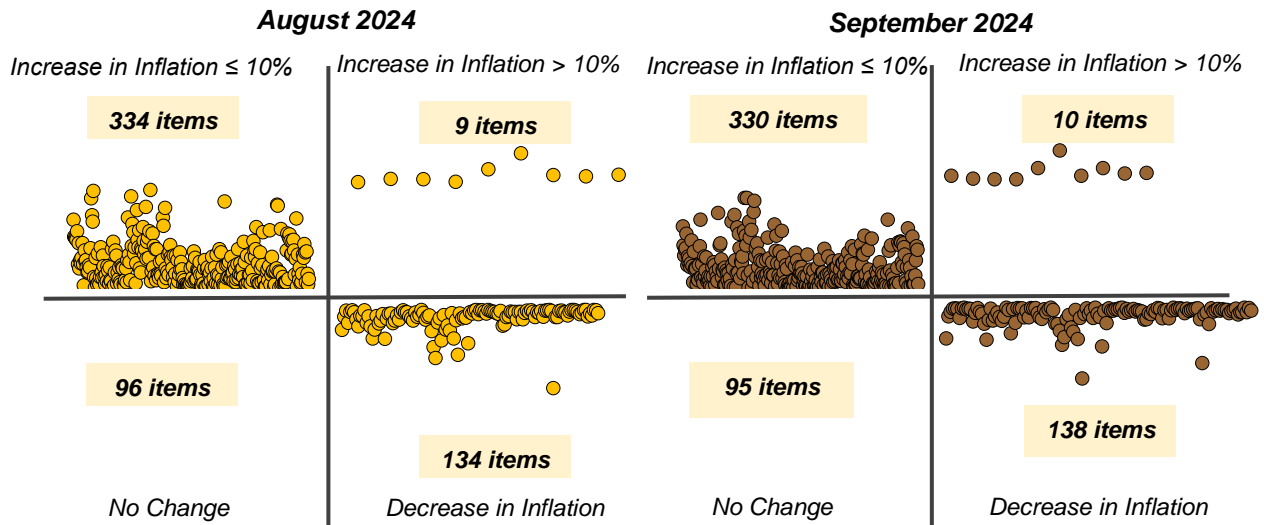 August 2024
Increase in Inflation ≤ 10%
Increase in Inflation > 10%
334 items
9 items
96 items
134 items
No Change
Decrease in Inflation
September 2024
Increase in Inflation ≤ 10%
Increase in Inflation > 10%
330 items
10 items
95 items
138 items
No Change
Decrease in Inflation